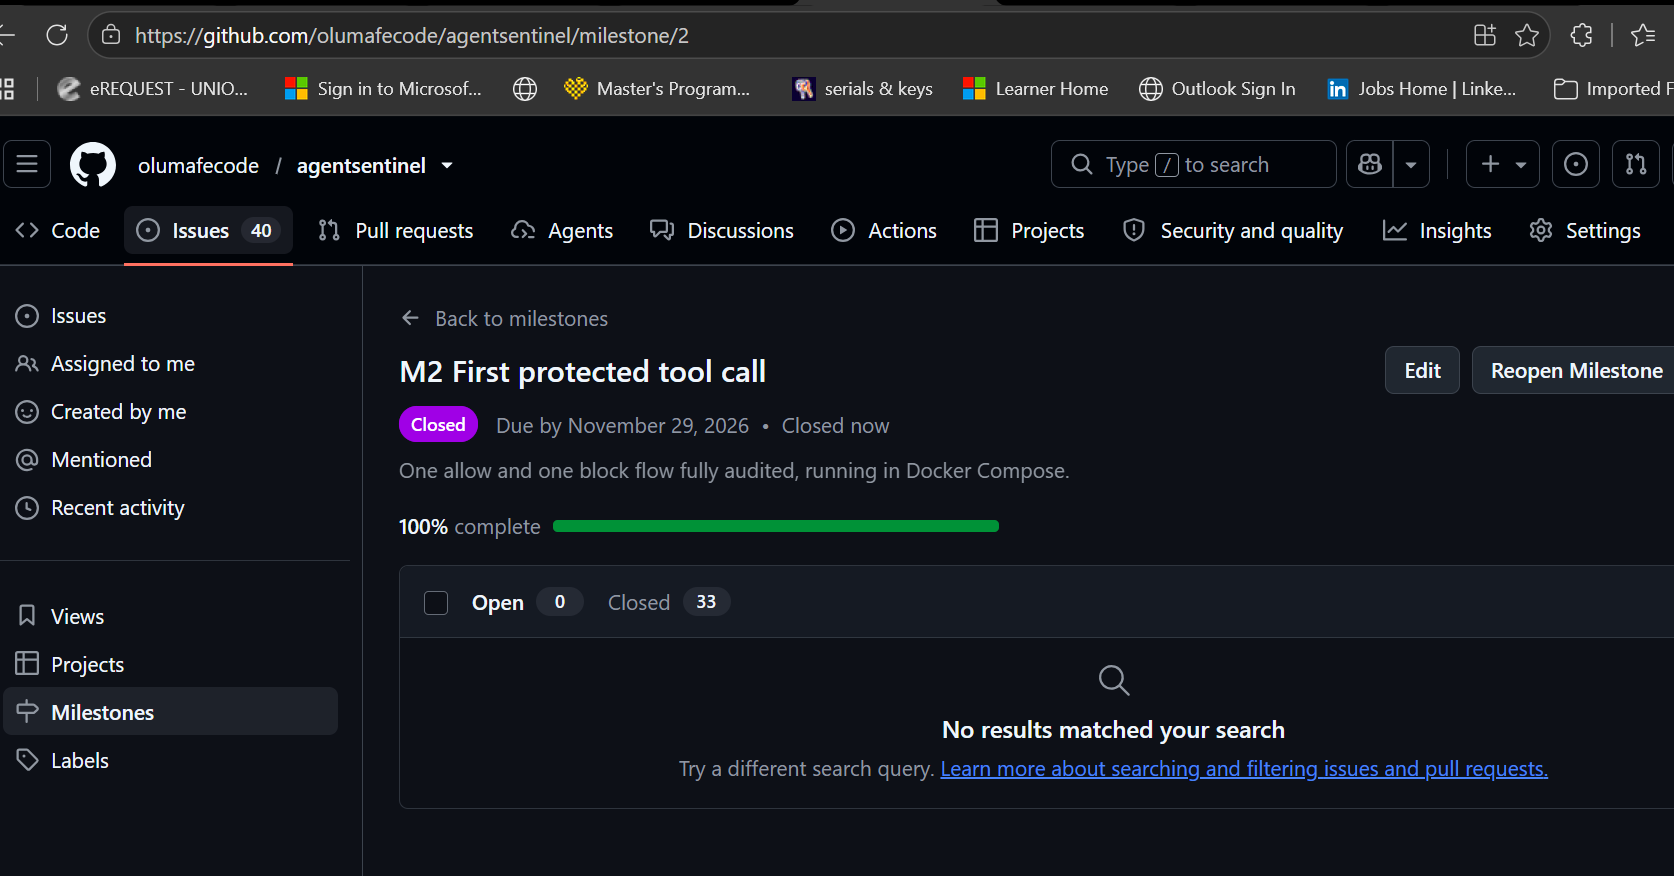 https://github.com/olumafecode/agentsentinel/milestone/2
eREQUEST - UNIO...
Sign in to Microsof...
Master's Program...
serials & keys
Learner Home
Outlook Sign In
Jobs Home | Linke...
Imported F
olumafecode / agentsentinel
Type / to search
Code
Issues 40
Pull requests
Agents
Discussions
Actions
Projects
Security and quality
Insights
Settings
Issues
Assigned to me
Created by me
Mentioned
Recent activity
Views
Projects
Milestones
Labels
Back to milestones
M2 First protected tool call
Edit
Reopen Milestone
Closed Due by November 29, 2026 • Closed now
One allow and one block flow fully audited, running in Docker Compose.
100% complete
Open 0 Closed 33
No results matched your search
Try a different search query. Learn more about searching and filtering issues and pull requests.